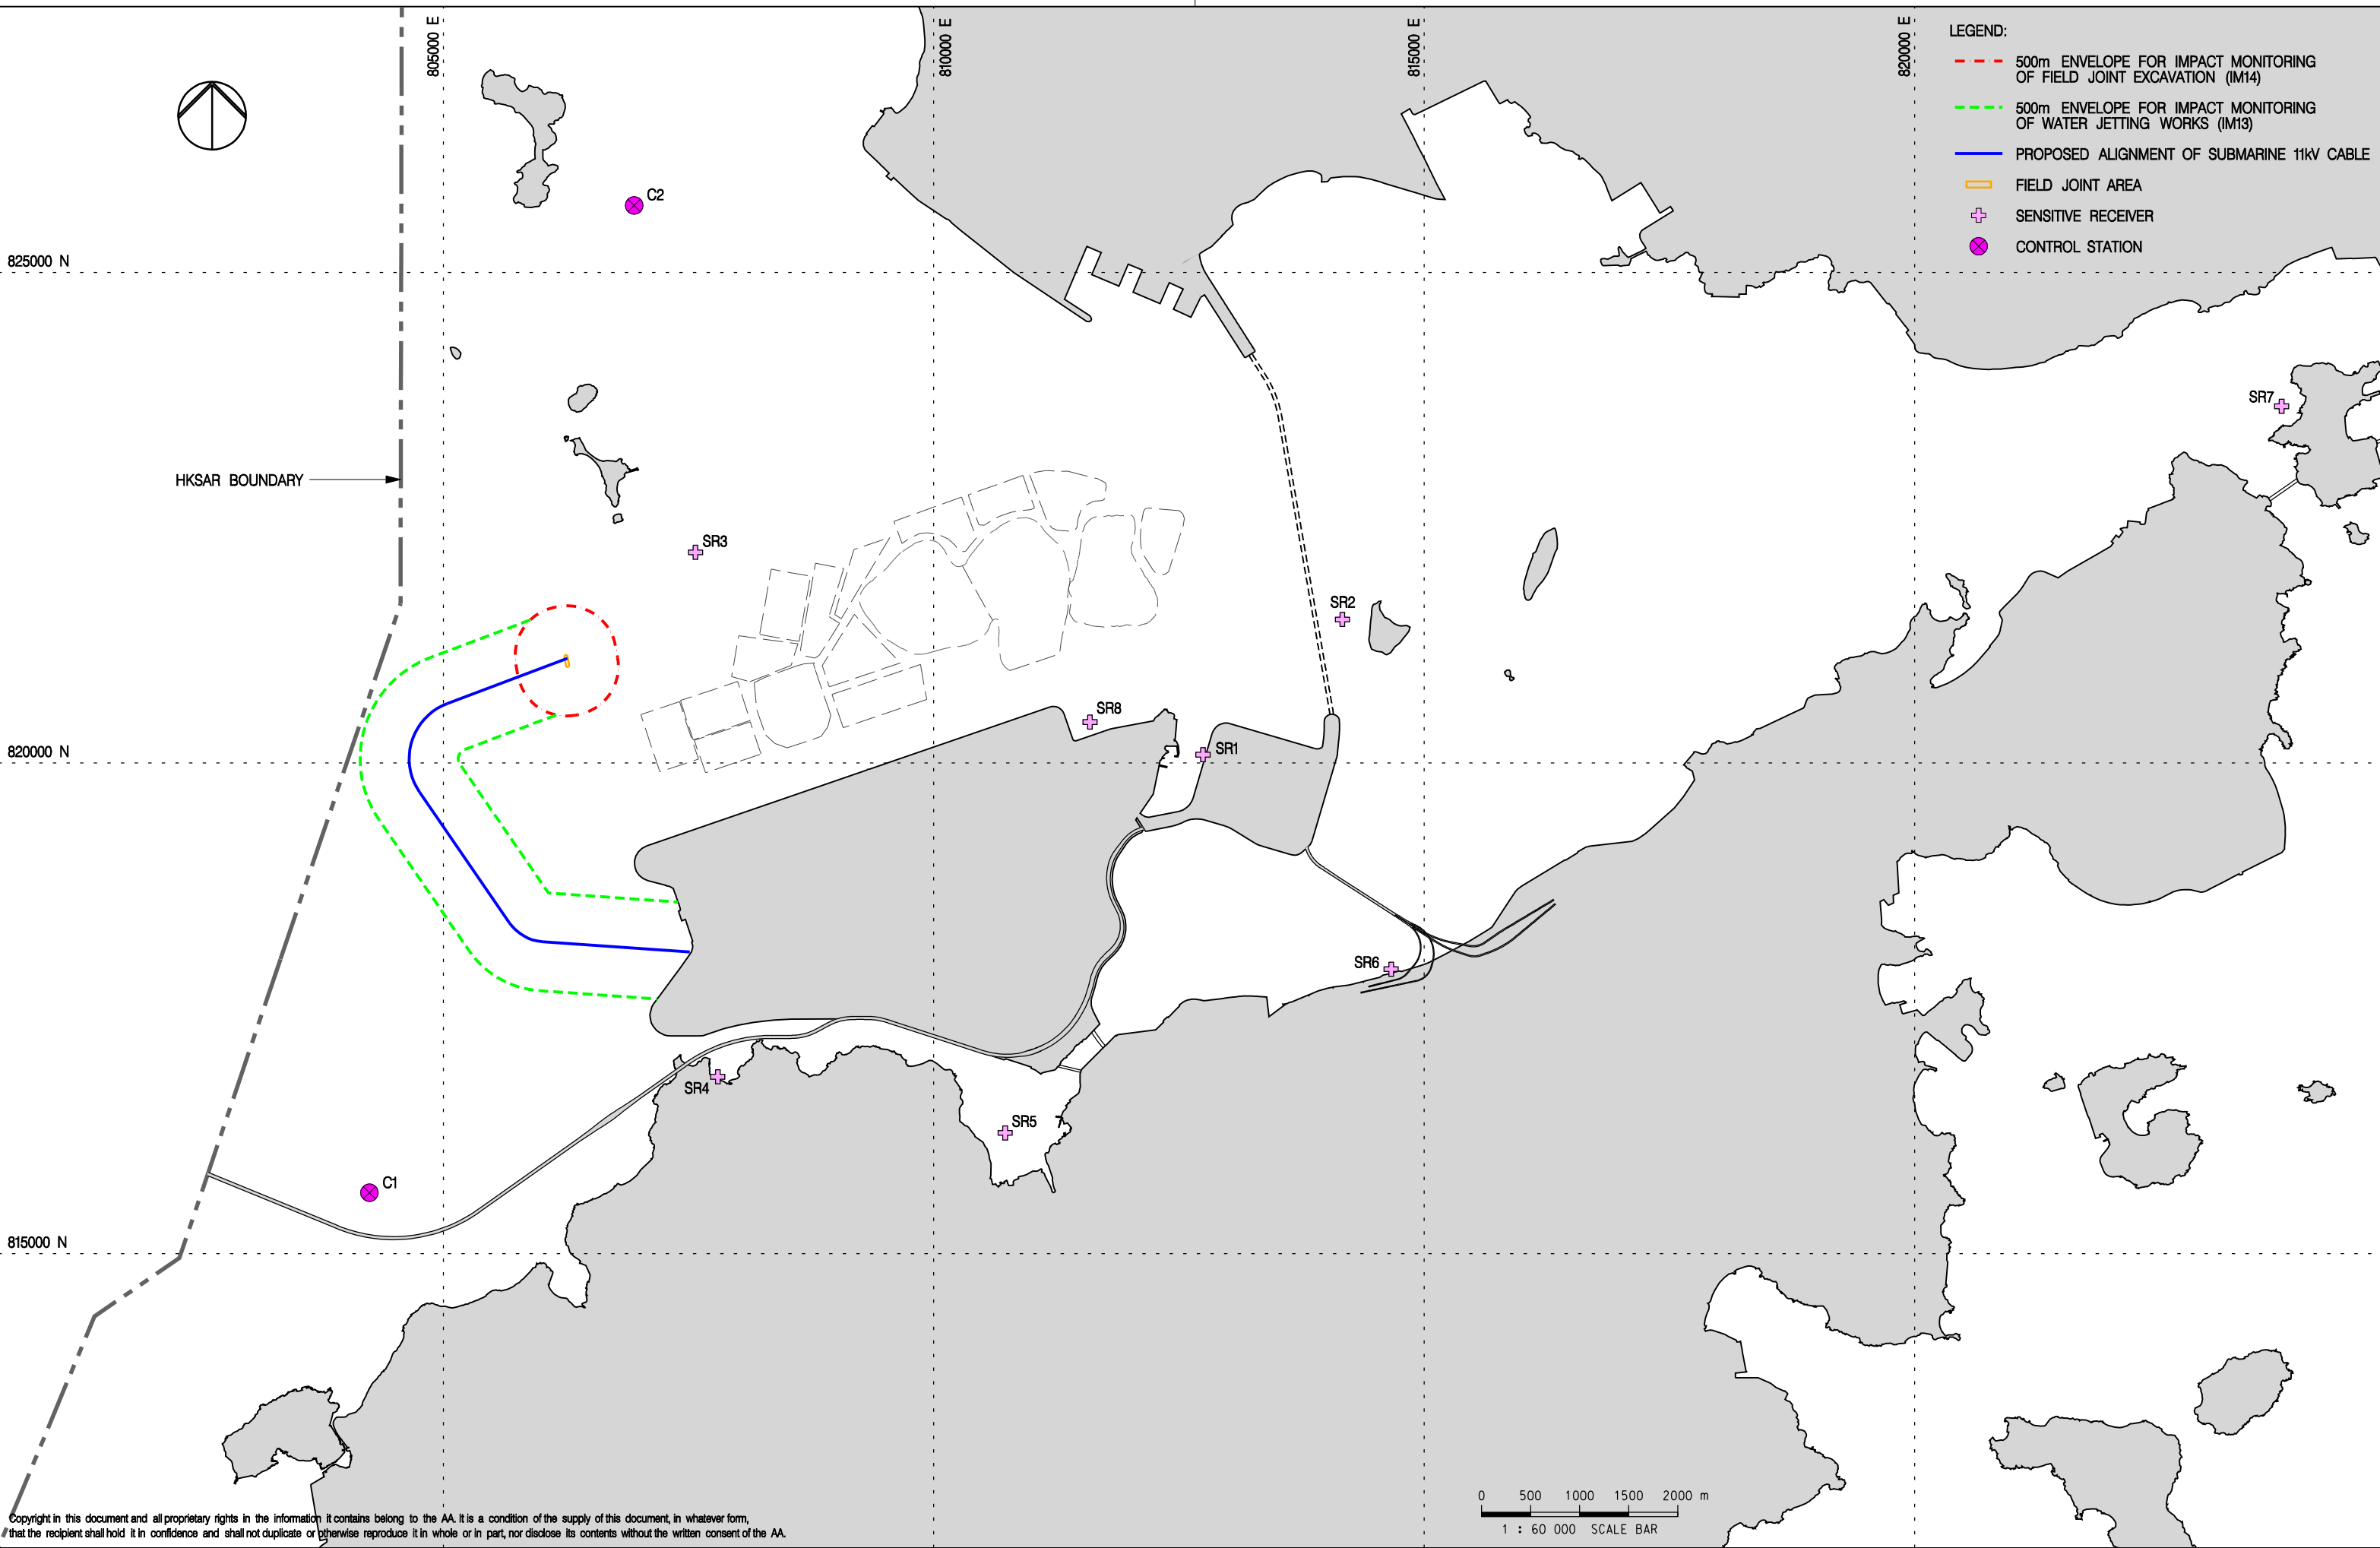 805000 E
810000 E
815000 E
820000 E
LEGEND:
500m ENVELOPE FOR IMPACT MONITORING
OF FIELD JOINT EXCAVATION (IM14)
500m ENVELOPE FOR IMPACT MONITORING
OF WATER JETTING WORKS (IM13)
PROPOSED ALIGNMENT OF SUBMARINE 11kV CABLE
FIELD JOINT AREA
SENSITIVE RECEIVER
CONTROL STATION
C2
825000 N
SR7
HKSAR BOUNDARY
SR3
SR2
SR8
SR1
820000 N
SR6
SR4
SR5
C1
815000 N
0 500 1000 1500 2000 m
1 : 60 000 SCALE BAR
Copyright in this document and all proprietary rights in the information it contains belong to the AA. It is a condition of the supply of this document, in whatever form,
that the recipient shall hold it in confidence and shall not duplicate or otherwise reproduce it in whole or in part, nor disclose its contents without the written consent of the AA.